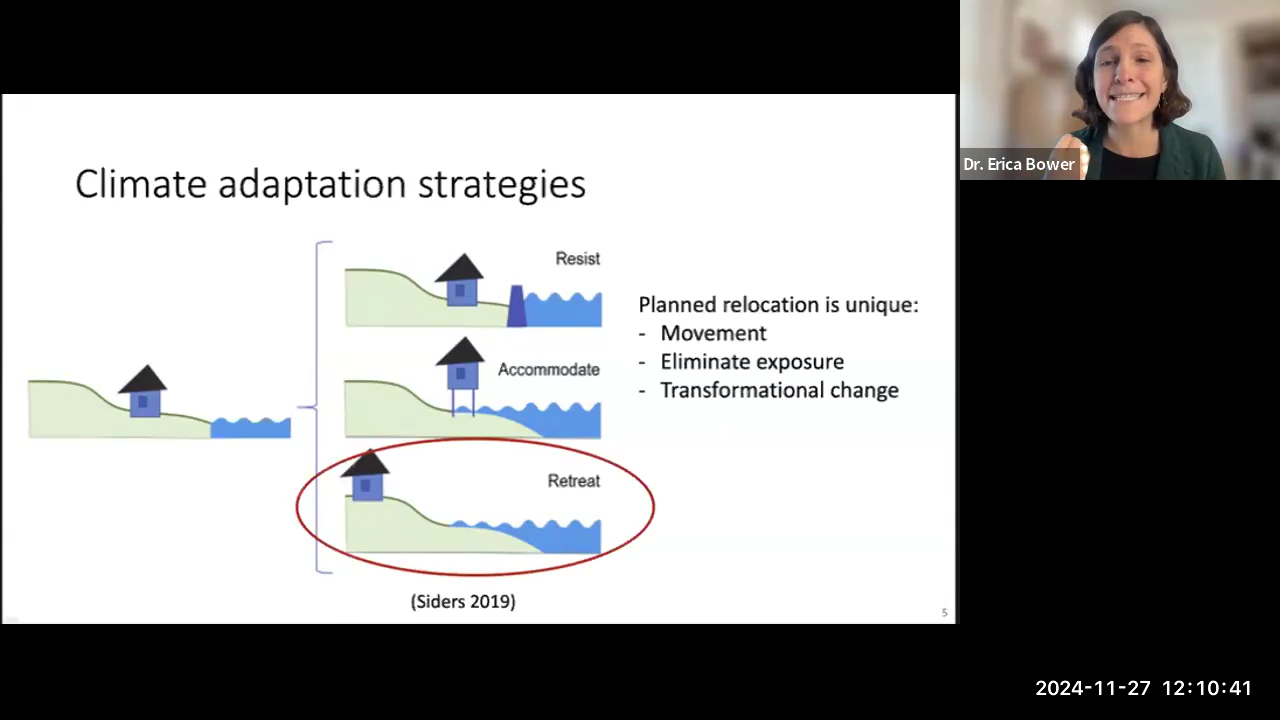 Dr. Erica Bower
Climate adaptation strategies
Resist
Accommodate
Retreat
(Siders 2019)
Planned relocation is unique:
- Movement
- Eliminate exposure
- Transformational change
5
2024-11-27 12:10:41